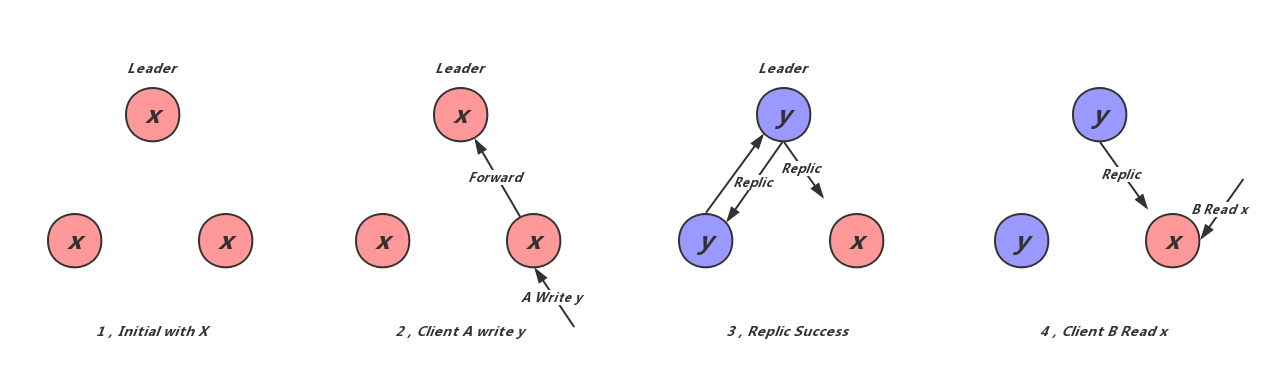 Leader
x
x
x
1 , Initial with X
Leader
x
Forward
x
x
A Write y
2 , Client A write y
Leader
y
Replic
Replic
y
x
3 , Replic Success
y
Replic
B Read x
y
x
4 , Client B Read x